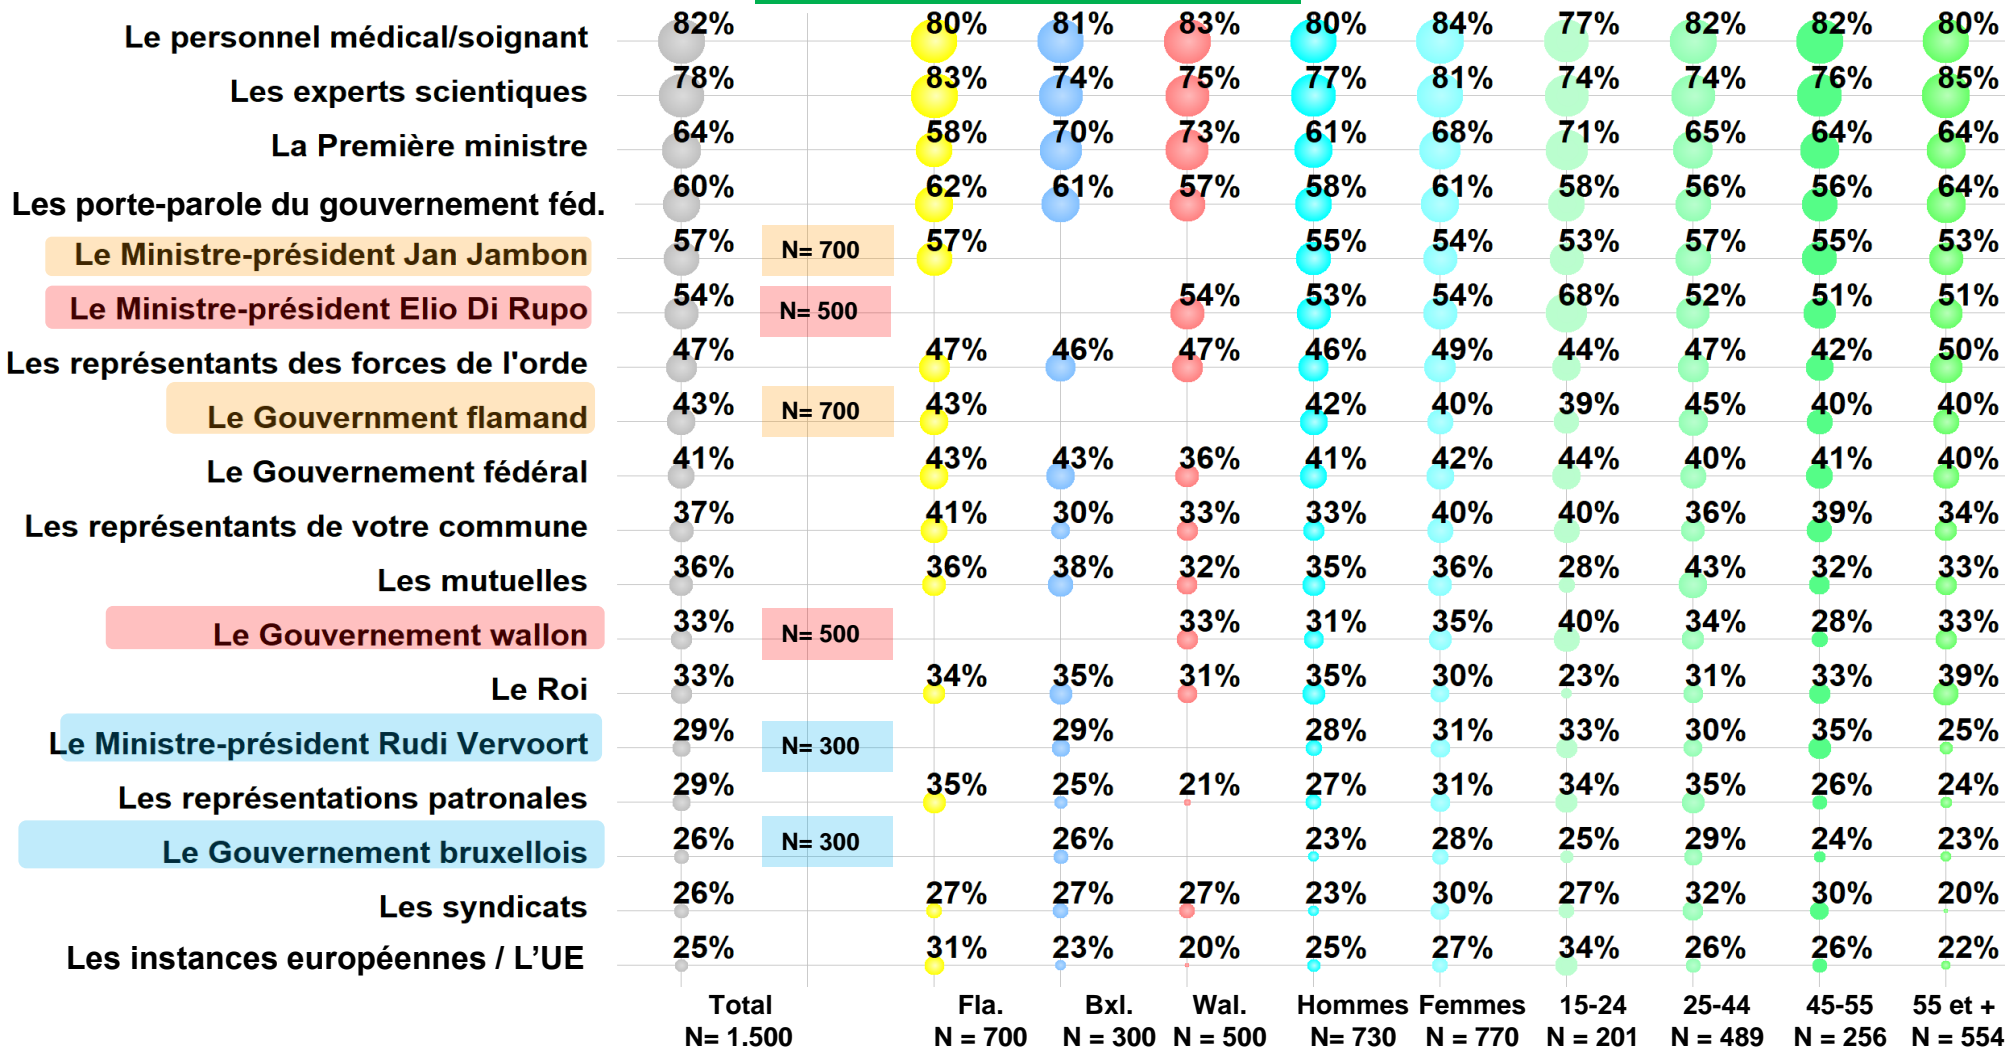 Le personnel médical/soignant 82% 80% 81% 83% 80% 84% 77% 82% 82% 80%
Les experts scientiques 78% 83% 74% 75% 77% 81% 74% 74% 76% 85%
La Première ministre 64% 58% 70% 73% 61% 68% 71% 65% 64% 64%
Les porte-parole du gouvernement féd. 60% 62% 61% 57% 58% 61% 58% 56% 56% 64%
Le Ministre-président Jan Jambon 57% N= 700 57% 55% 54% 53% 57% 55% 53%
Le Ministre-président Elio Di Rupo 54% N= 500 54% 53% 54% 68% 52% 51% 51%
Les représentants des forces de l'orde 47% 47% 46% 47% 46% 49% 44% 47% 42% 50%
Le Gouvernment flamand 43% N= 700 43% 42% 40% 39% 45% 40% 40%
Le Gouvernement fédéral 41% 43% 43% 36% 41% 42% 44% 40% 41% 40%
Les représentants de votre commune 37% 41% 30% 33% 33% 40% 40% 36% 39% 34%
Les mutuelles 36% 36% 38% 32% 35% 36% 28% 43% 32% 33%
Le Gouvernement wallon 33% N= 500 33% 31% 35% 40% 34% 28% 33%
Le Roi 33% 34% 35% 31% 35% 30% 23% 31% 33% 39%
Le Ministre-président Rudi Vervoort 29% N= 300 29% 28% 31% 33% 30% 35% 25%
Les représentations patronales 29% 35% 25% 21% 27% 31% 34% 35% 26% 24%
Le Gouvernement bruxellois 26% N= 300 26% 23% 28% 25% 29% 24% 23%
Les syndicats 26% 27% 27% 27% 23% 30% 27% 32% 30% 20%
Les instances européennes / L’UE 25% 31% 23% 20% 25% 27% 34% 26% 26% 22%
Total Fla. Bxl. Wal. Hommes Femmes 15-24 25-44 45-55 55 et +
N= 1.500 N = 700 N = 300 N = 500 N= 730 N = 770 N = 201 N = 489 N = 256 N = 554